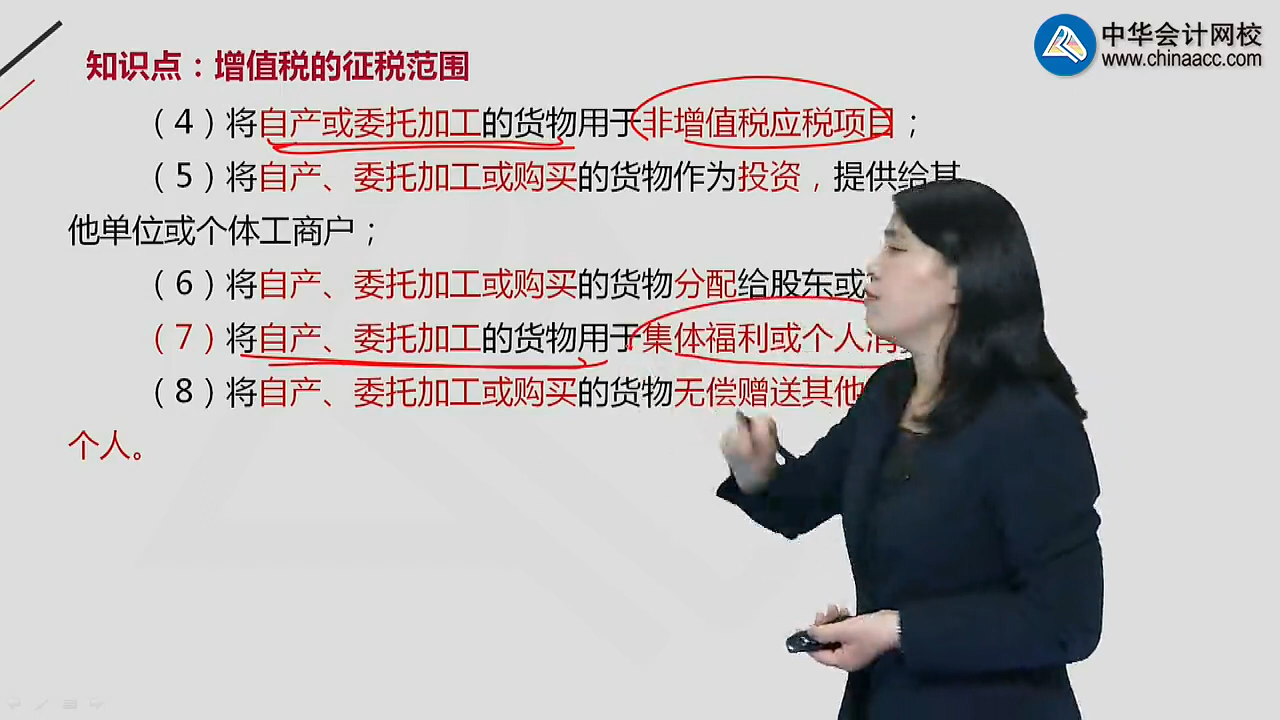 中华会计网校
www.chinaacc.com
知识点：增值税的征税范围
（4）将自产或委托加工的货物用于非增值税应税项目；
（5）将自产、委托加工或购买的货物作为投资，提供给其
他单位或个体工商户；
（6）将自产、委托加工或购买的货物分配给股东或
（7）将自产、委托加工的货物用于集体福利或个人消
（8）将自产、委托加工或购买的货物无偿赠送其他
个人。